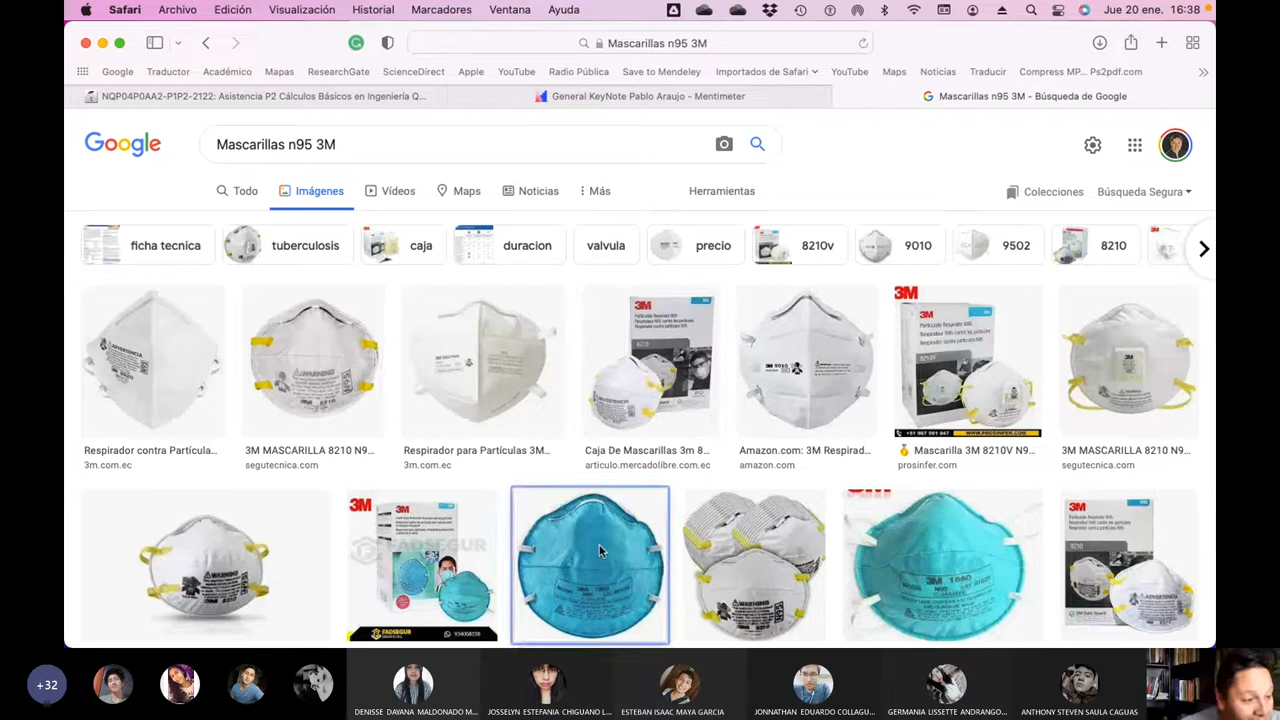 Safari Archivo Edición Visualización Historial Marcadores Ventana Ayuda Jue 20 ene. 16:38
Mascarillas n95 3M
Google Traductor Académico Mapas ResearchGate ScienceDirect Apple YouTube Radio Pública Save to Mendeley Importados de Safari YouTube Maps Noticias Traducir Compress MP... Ps2pdf.com
NQP04P0AA2-P1P2-2122: Asistencia P2 Cálculos Básicos en Ingeniería Q... General KeyNote Pablo Araujo - Mentimeter Mascarillas n95 3M - Búsqueda de Google
Google Mascarillas n95 3M
Todo Imágenes Vídeos Maps Noticias Más Herramientas Colecciones Búsqueda Segura
ficha tecnica tuberculosis caja duracion valvula precio 8210v 9010 9502 8210
Respirador contra Partícula... 3M MASCARILLA 8210 N9... Respirador para Partículas 3M... Caja De Mascarillas 3m 8... Amazon.com: 3M Respirad... Mascarilla 3M 8210V N9... 3M MASCARILLA 8210 N9...
3m.com.ec segutecnica.com 3m.com.ec articulo.mercadolibre.com.ec amazon.com prosinfer.com segutecnica.com
+32
DENISSE DAYANA MALDONADO M... JOSSELYN ESTEFANIA CHIGUANO L... ESTEBAN ISAAC MAYA GARCIA JONNATHAN EDUARDO COLLAGU... GERMANIA LISSETTE ANDRANGO... ANTHONY STEVEN SAULA CAGUAS